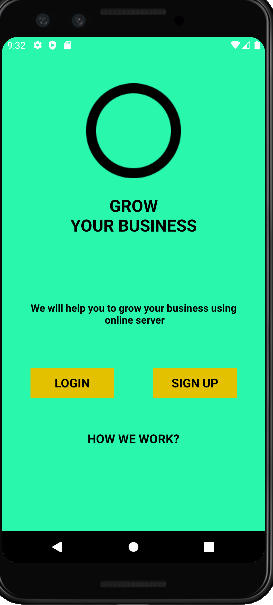 9:32
GROW
YOUR BUSINESS
We will help you to grow your business using
online server
LOGIN
SIGN UP
HOW WE WORK?